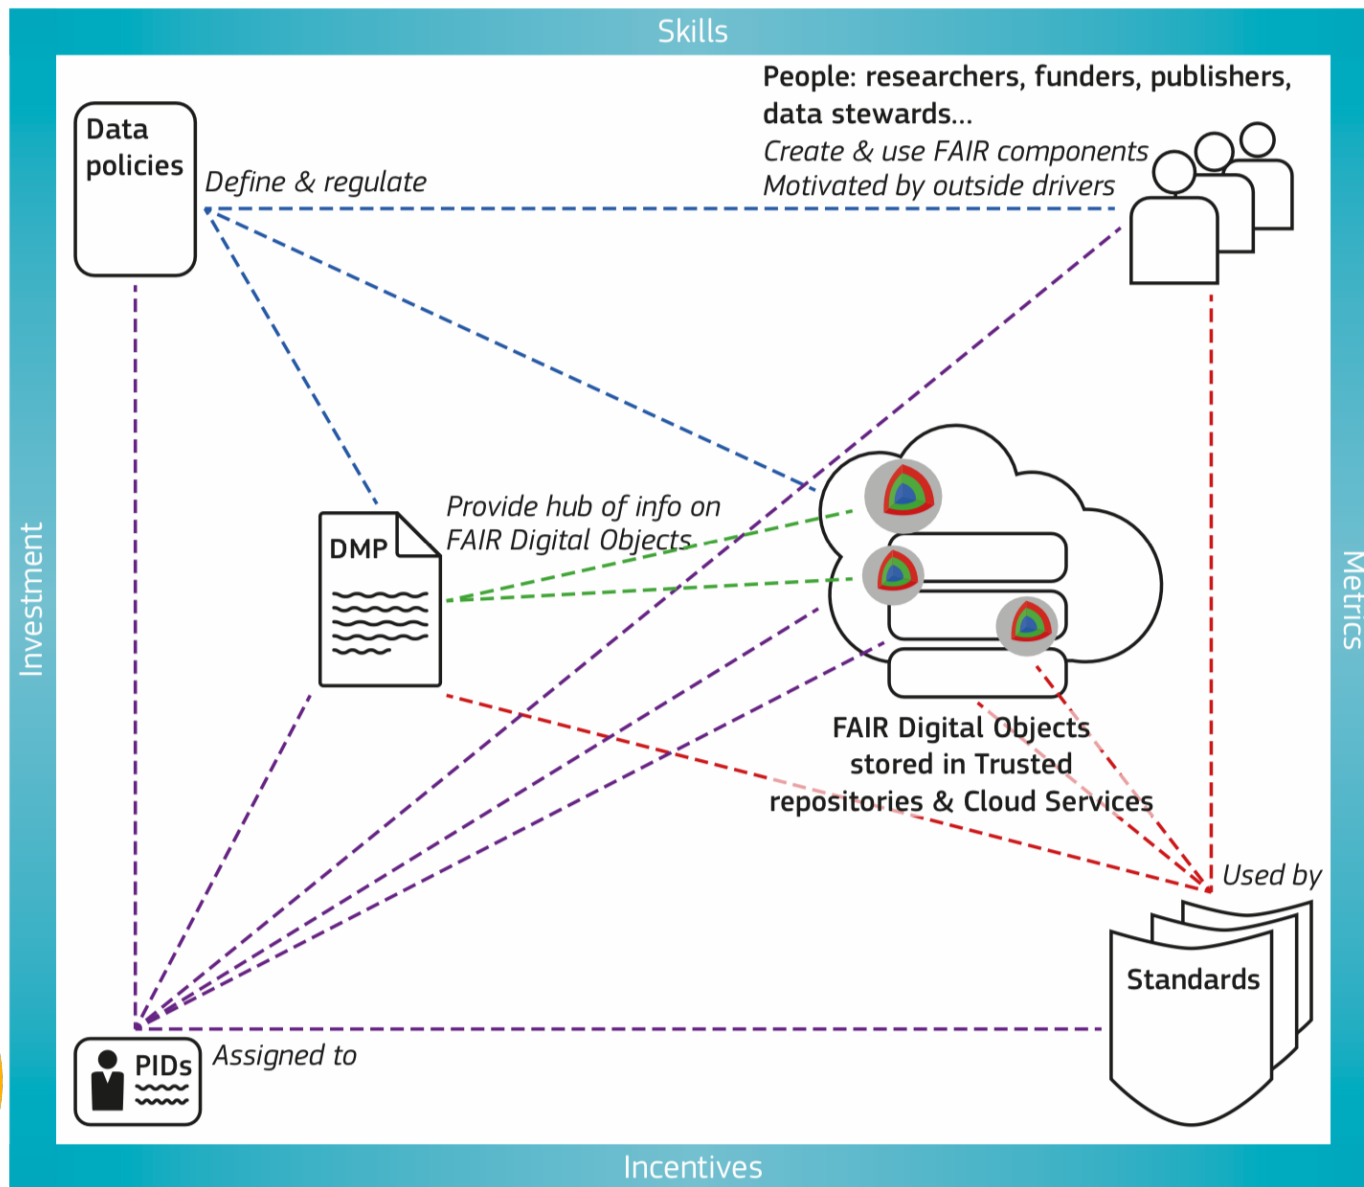 Skills
People: researchers, funders, publishers,
data stewards...
Create & use FAIR components
Motivated by outside drivers
Data
policies
Define & regulate
Investment
Metrics
Provide hub of info on
FAIR Digital Objects
DMP
FAIR Digital Objects
stored in Trusted
repositories & Cloud Services
Used by
Standards
PIDs
Assigned to
Incentives